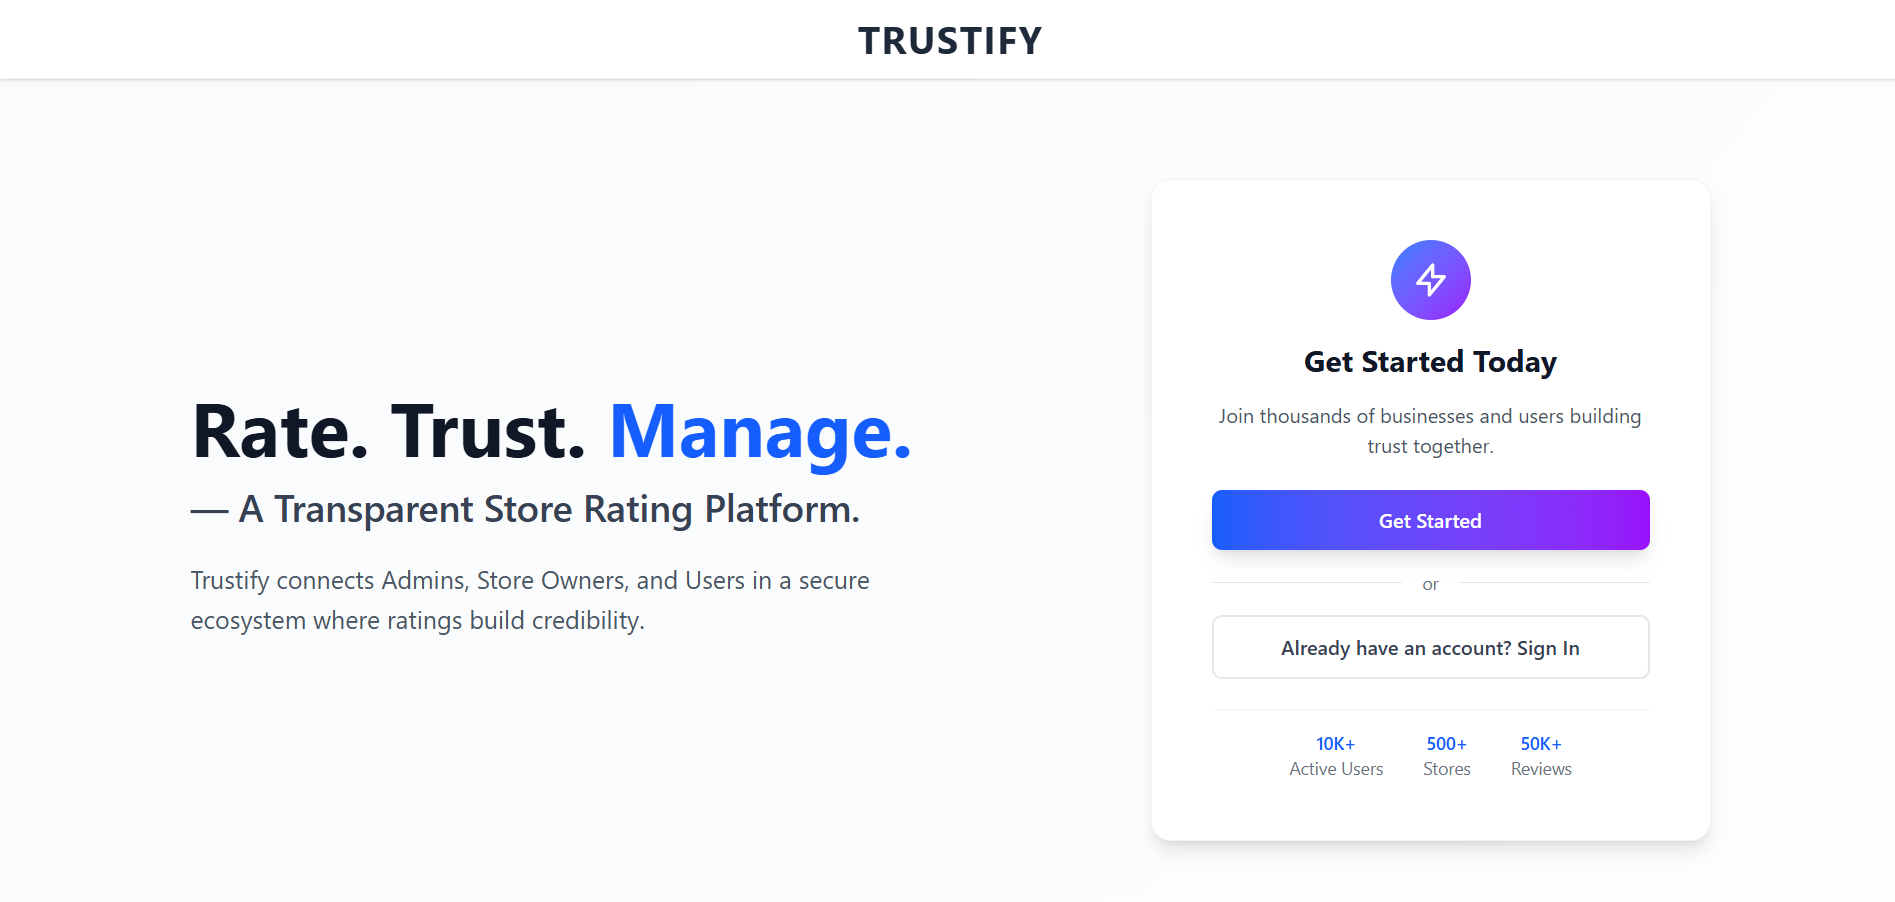 TRUSTIFY
Rate. Trust. Manage.
— A Transparent Store Rating Platform.
Trustify connects Admins, Store Owners, and Users in a secure
ecosystem where ratings build credibility.
Get Started Today
Join thousands of businesses and users building
trust together.
Get Started
or
Already have an account? Sign In
10K+ 500+ 50K+
Active Users Stores Reviews